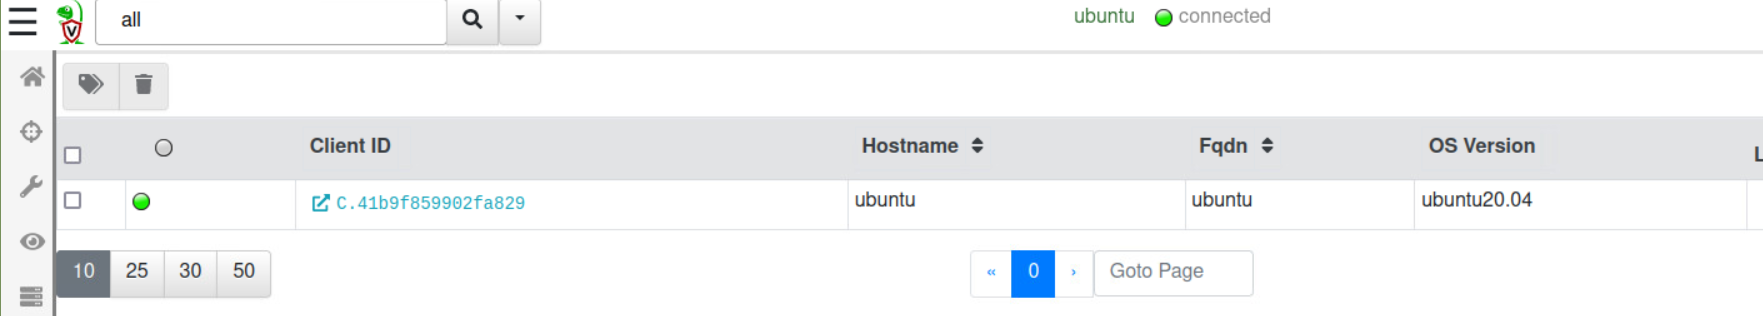 all
ubuntu connected
Client ID Hostname Fqdn OS Version L
C.41b9f859902fa829 ubuntu ubuntu ubuntu20.04
10 25 30 50 « 0 › Goto Page